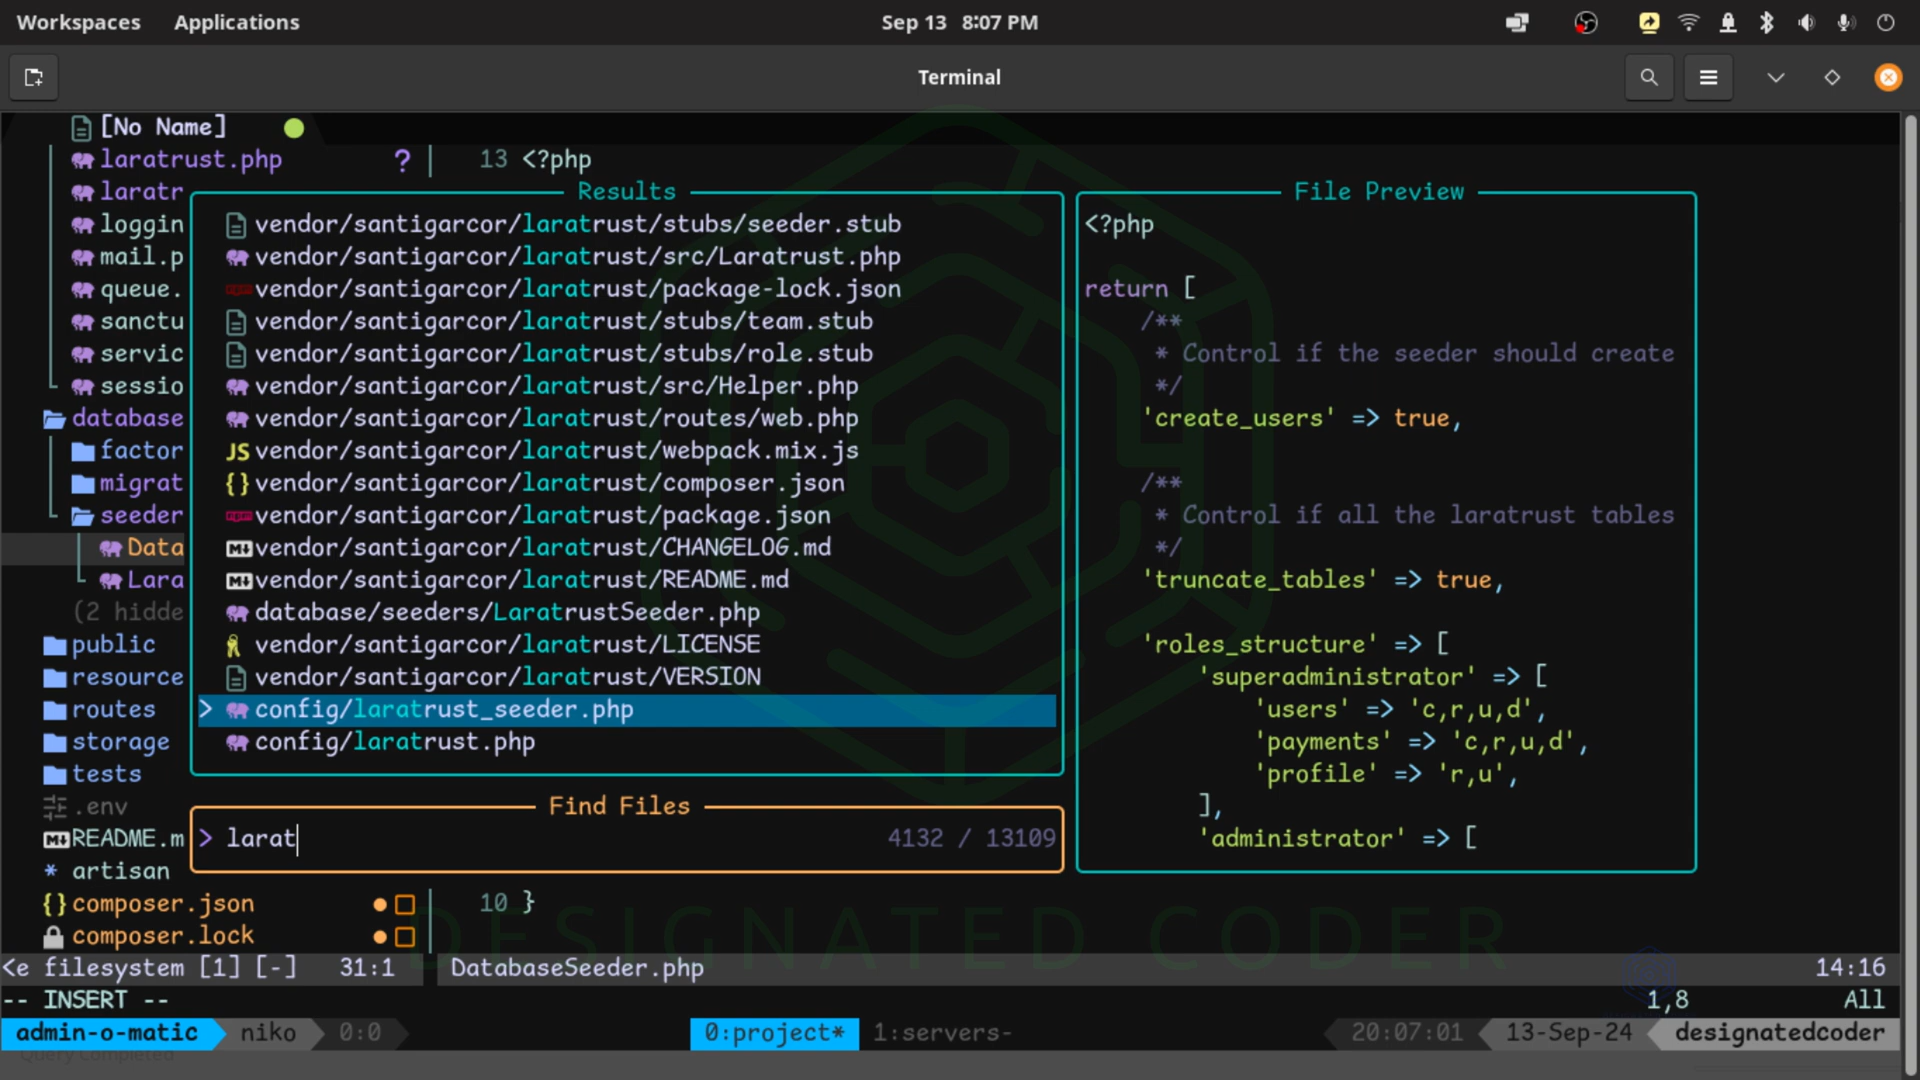 Workspaces Applications Sep 13 8:07 PM
Terminal
[No Name]
laratrust.php ? 13 <?php
laratr
loggin
mail.p
queue.
sanctu
servic
sessio
database
factor
migrat
seeder
Data
Lara
(2 hidde
public
resource
routes
storage
tests
.env
README.m
artisan
composer.json
composer.lock
Results
vendor/santigarcor/laratrust/stubs/seeder.stub
vendor/santigarcor/laratrust/src/Laratrust.php
vendor/santigarcor/laratrust/package-lock.json
vendor/santigarcor/laratrust/stubs/team.stub
vendor/santigarcor/laratrust/stubs/role.stub
vendor/santigarcor/laratrust/src/Helper.php
vendor/santigarcor/laratrust/routes/web.php
JS vendor/santigarcor/laratrust/webpack.mix.js
{} vendor/santigarcor/laratrust/composer.json
vendor/santigarcor/laratrust/package.json
vendor/santigarcor/laratrust/CHANGELOG.md
vendor/santigarcor/laratrust/README.md
database/seeders/LaratrustSeeder.php
vendor/santigarcor/laratrust/LICENSE
vendor/santigarcor/laratrust/VERSION
> config/laratrust_seeder.php
config/laratrust.php
Find Files
> larat 4132 / 13109
File Preview
<?php
return [
/**
* Control if the seeder should create
*/
'create_users' => true,
/**
* Control if all the laratrust tables
*/
'truncate_tables' => true,
'roles_structure' => [
'superadministrator' => [
'users' => 'c,r,u,d',
'payments' => 'c,r,u,d',
'profile' => 'r,u',
],
'administrator' => [
10 }
DESIGNATED CODER
<e filesystem [1] [-] 31:1 DatabaseSeeder.php 14:16
-- INSERT -- 1,8 All
admin-o-matic niko 0:0 0:project* 1:servers- 20:07:01 13-Sep-24 designatedcoder
Query Completed